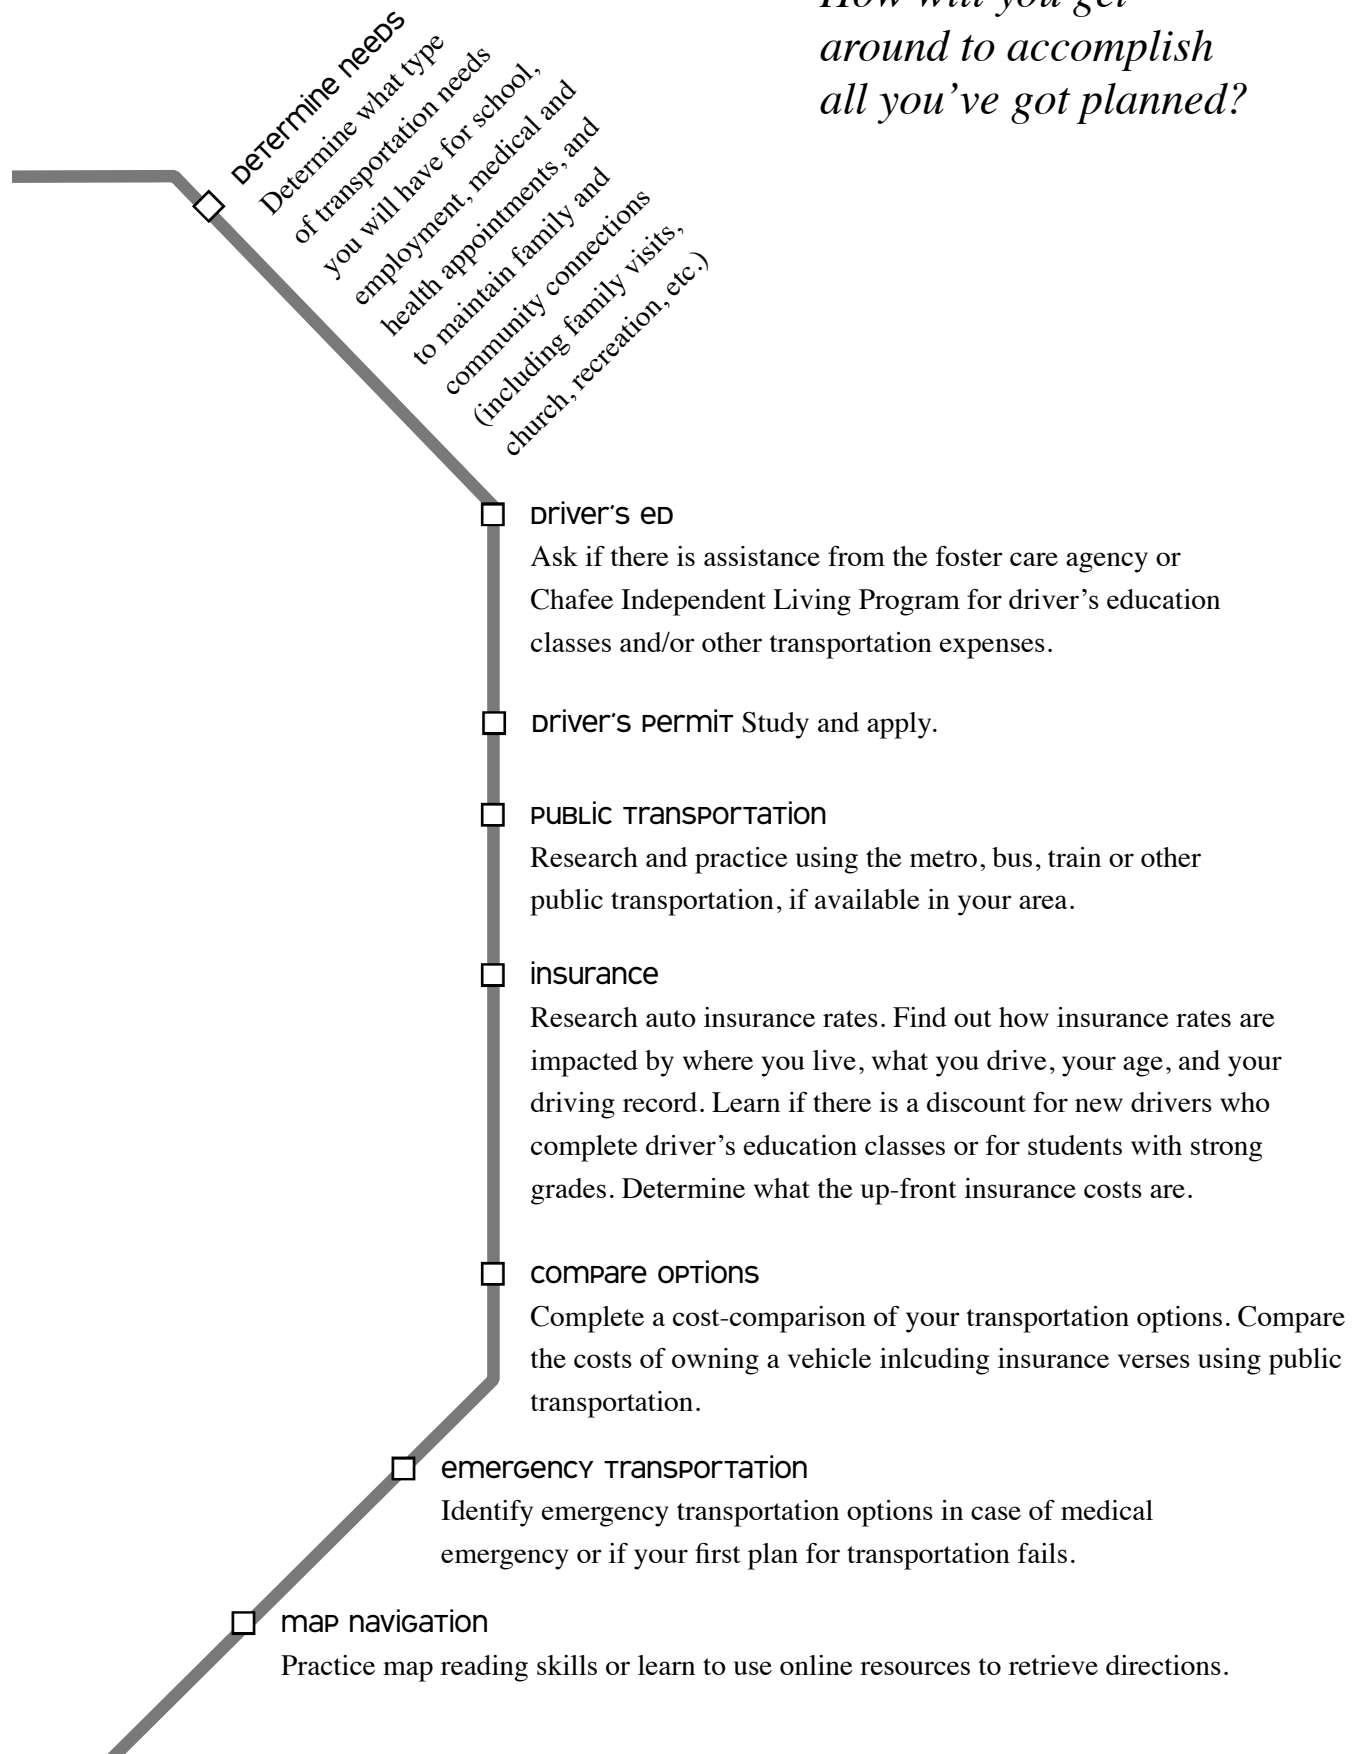 How will you get
around to accomplish
all you’ve got planned?
Determine needs
Determine what type
of transportation needs
you will have for school,
employment, medical and
health appointments, and
to maintain family and
community connections
(including family visits,
church, recreation, etc.)
Driver’s ed
Ask if there is assistance from the foster care agency or
Chafee Independent Living Program for driver’s education
classes and/or other transportation expenses.
Driver’s permit Study and apply.
public transportation
Research and practice using the metro, bus, train or other
public transportation, if available in your area.
insurance
Research auto insurance rates. Find out how insurance rates are
impacted by where you live, what you drive, your age, and your
driving record. Learn if there is a discount for new drivers who
complete driver’s education classes or for students with strong
grades. Determine what the up-front insurance costs are.
compare options
Complete a cost-comparison of your transportation options. Compare
the costs of owning a vehicle inlcuding insurance verses using public
transportation.
emergency transportation
Identify emergency transportation options in case of medical
emergency or if your first plan for transportation fails.
map navigation
Practice map reading skills or learn to use online resources to retrieve directions.